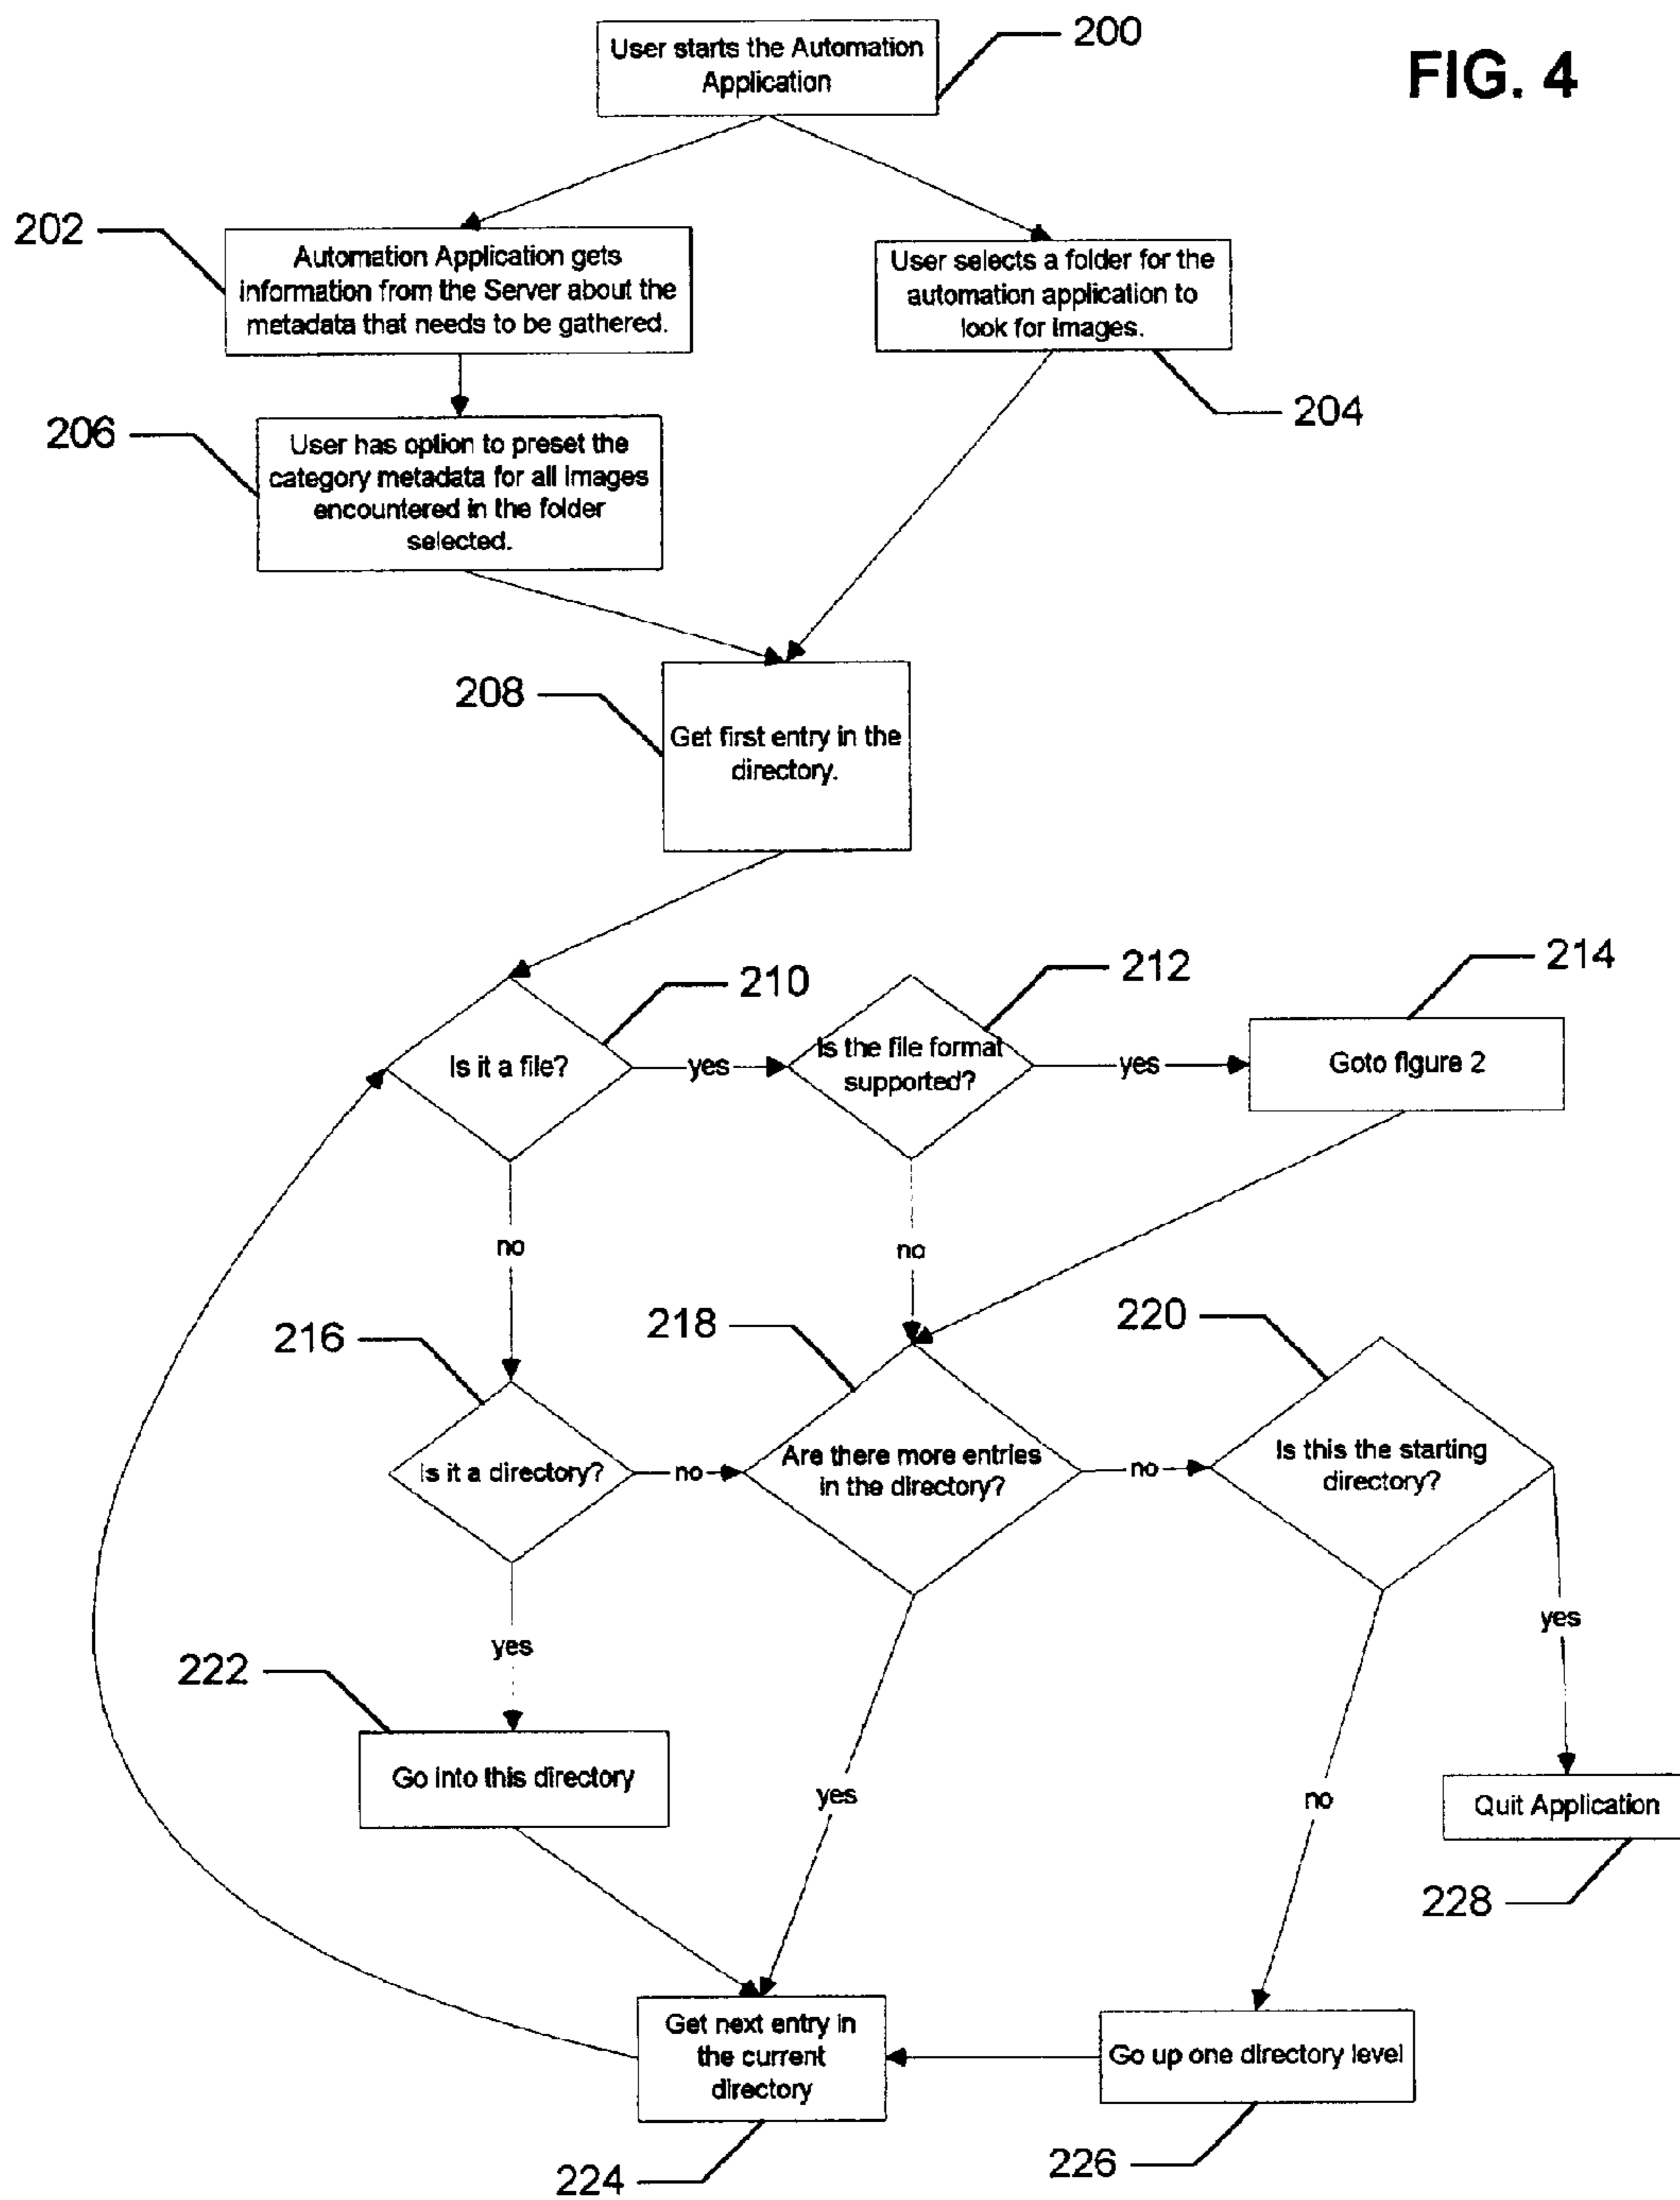 FIG. 4
User starts the Automation
Application
200
202
Automation Application gets
information from the Server about the
metadata that needs to be gathered.
User selects a folder for the
automation application to
look for images.
204
206
User has option to preset the
category metadata for all images
encountered in the folder
selected.
208
Get first entry in the
directory.
210
212
214
Is it a file?
yes
Is the file format
supported?
yes
Goto figure 2
no
no
216
218
220
Is it a directory?
no
Are there more entries
in the directory?
no
Is this the starting
directory?
yes
yes
yes
no
222
Go into this directory
Quit Application
228
Get next entry in
the current
directory
Go up one directory level
224
226